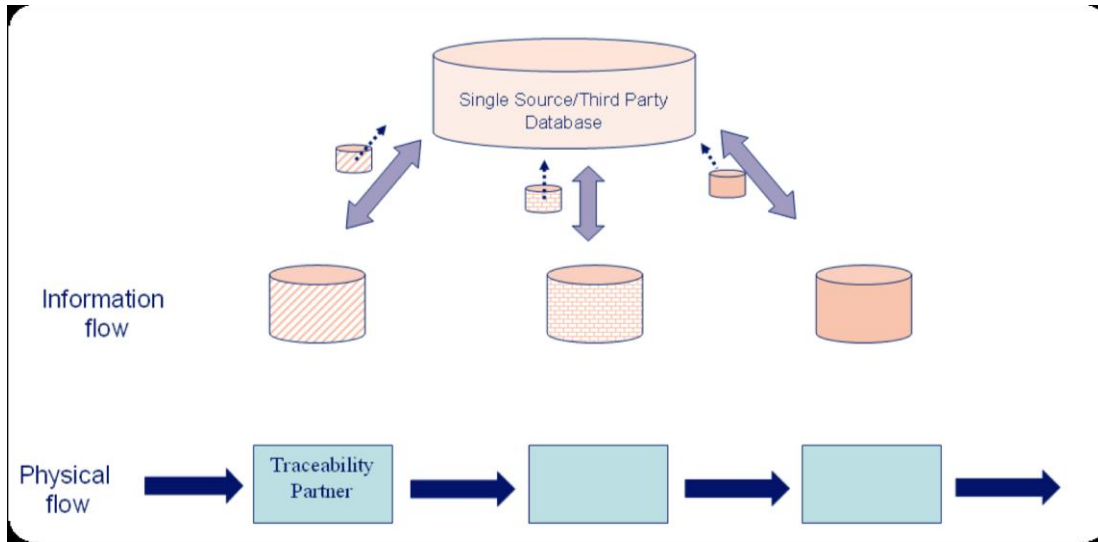 Single Source/Third Party
Database
Information
flow
Physical
flow
Traceability
Partner